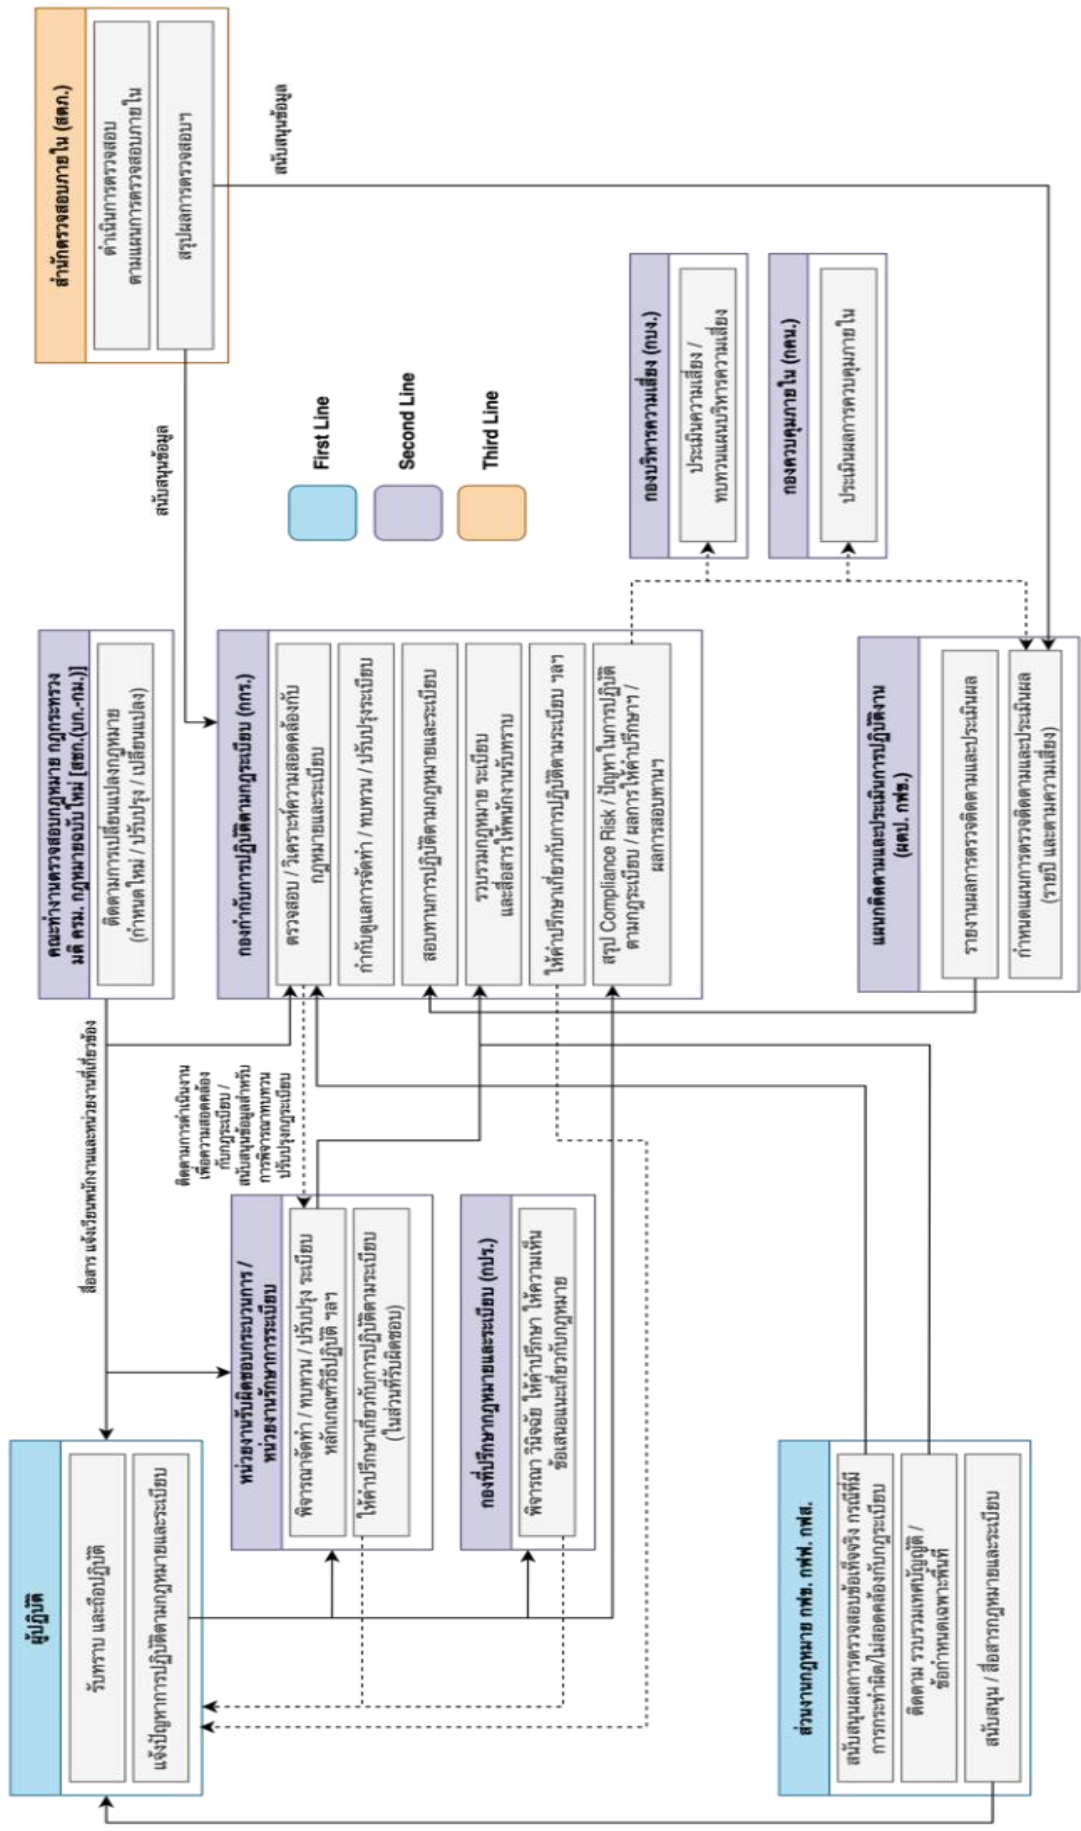 ผู้ปฏิบัติ
รับทราบ และถือปฏิบัติ
แจ้งปัญหาการปฏิบัติตามกฎหมายและระเบียบ
สื่อสาร แจ้งเวียนพนักงานและหน่วยงานที่เกี่ยวข้อง
คณะทำงานตรวจสอบกฎหมาย กฎกระทรวง
มติ ครม. กฎหมายฉบับใหม่ [สชก.(บก.-กม.)]
ติดตามการเปลี่ยนแปลงกฎหมาย
(กำหนดใหม่ / ปรับปรุง / เปลี่ยนแปลง)
สำนักตรวจสอบภายใน (สตภ.)
ดำเนินการตรวจสอบ
ตามแผนการตรวจสอบภายใน
สรุปผลการตรวจสอบฯ
สนับสนุนข้อมูล
สนับสนุนข้อมูล
หน่วยงานรับผิดชอบกระบวนการ /
หน่วยงานรักษาการระเบียบ
พิจารณาจัดทำ / ทบทวน / ปรับปรุง ระเบียบ
หลักเกณฑ์วิธีปฏิบัติ ฯลฯ
ให้คำปรึกษาเกี่ยวกับการปฏิบัติตามระเบียบ
(ในส่วนที่รับผิดชอบ)
ติดตามการดำเนินงาน
เพื่อความสอดคล้อง
กับกฎระเบียบ /
สนับสนุนข้อมูลสำหรับ
การพิจารณาทบทวน
ปรับปรุงกฎระเบียบ
กองกำกับการปฏิบัติตามกฎระเบียบ (กกร.)
ตรวจสอบ / วิเคราะห์ความสอดคล้องกับ
กฎหมายและระเบียบ
กำกับดูแลการจัดทำ / ทบทวน / ปรับปรุงระเบียบ
สอบทานการปฏิบัติตามกฎหมายและระเบียบ
รวบรวมกฎหมาย ระเบียบ
และสื่อสารให้พนักงานรับทราบ
ให้คำปรึกษาเกี่ยวกับการปฏิบัติตามระเบียบ ฯลฯ
สรุป Compliance Risk / ปัญหาในการปฏิบัติ
ตามกฎระเบียบ / ผลการให้คำปรึกษาฯ /
ผลการสอบทานฯ
First Line
Second Line
Third Line
กองที่ปรึกษากฎหมายและระเบียบ (กปร.)
พิจารณา วินิจฉัย ให้คำปรึกษา ให้ความเห็น
ข้อเสนอแนะเกี่ยวกับกฎหมาย
กองบริหารความเสี่ยง (กบง.)
ประเมินความเสี่ยง /
ทบทวนแผนบริหารความเสี่ยง
กองควบคุมภายใน (กคน.)
ประเมินผลการควบคุมภายใน
ส่วนงานกฎหมาย กฟข. กฟฟ. กฟส.
สนับสนุนผลการตรวจสอบข้อเท็จจริง กรณีที่มี
การกระทำผิด/ไม่สอดคล้องกับกฎระเบียบ
ติดตาม รวบรวมเทศบัญญัติ /
ข้อกำหนดเฉพาะพื้นที่
สนับสนุน / สื่อสารกฎหมายและระเบียบ
แผนกติดตามและประเมินการปฏิบัติงาน
(ผตป. กฟข.)
รายงานผลการตรวจติดตามและประเมินผล
กำหนดแผนการตรวจติดตามและประเมินผล
(รายปี และตามความเสี่ยง)